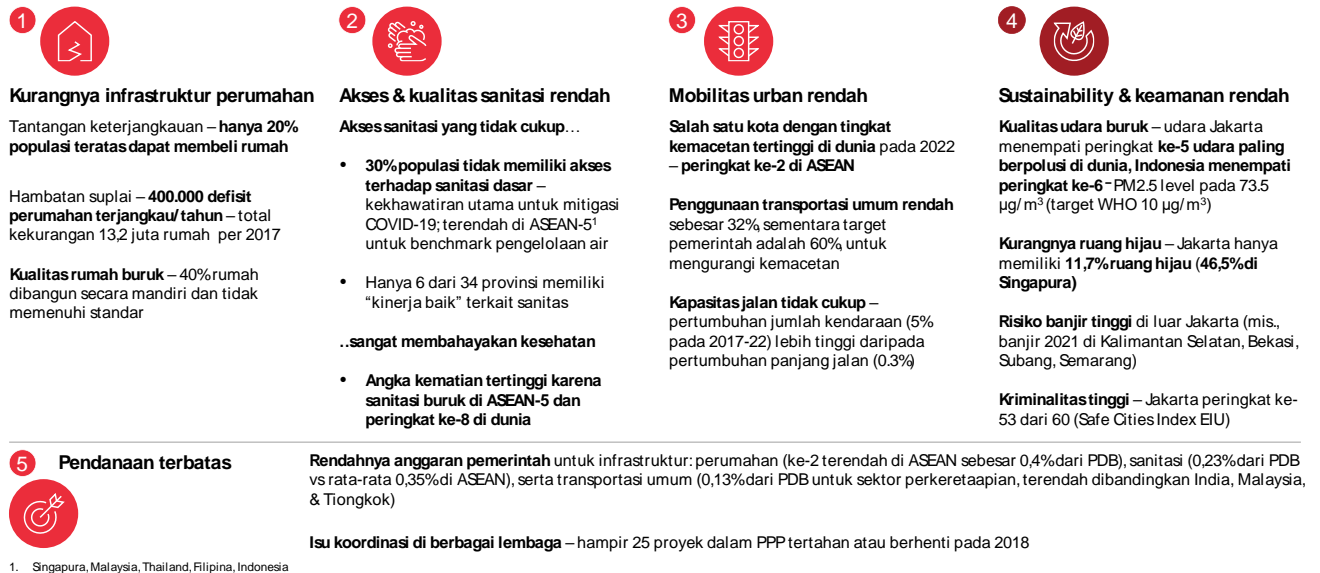 1
Kurangnya infrastruktur perumahan
Tantangan keterjangkauan – hanya 20%
populasi teratas dapat membeli rumah
Hambatan suplai – 400.000 defisit
perumahan terjangkau/tahun – total
kekurangan 13,2 juta rumah per 2017
Kualitas rumah buruk – 40% rumah
dibangun secara mandiri dan tidak
memenuhi standar
2
Akses & kualitas sanitasi rendah
Akses sanitasi yang tidak cukup…
• 30% populasi tidak memiliki akses
terhadap sanitasi dasar –
kekhawatiran utama untuk mitigasi
COVID-19; terendah di ASEAN-5¹
untuk benchmark pengelolaan air
• Hanya 6 dari 34 provinsi memiliki
“kinerja baik” terkait sanitas
..sangat membahayakan kesehatan
• Angka kematian tertinggi karena
sanitasi buruk di ASEAN-5 dan
peringkat ke-8 di dunia
3
Mobilitas urban rendah
Salah satu kota dengan tingkat
kemacetan tertinggi di dunia pada 2022
– peringkat ke-2 di ASEAN
Penggunaan transportasi umum rendah
sebesar 32%, sementara target
pemerintah adalah 60%, untuk
mengurangi kemacetan
Kapasitas jalan tidak cukup –
pertumbuhan jumlah kendaraan (5%
pada 2017-22) lebih tinggi daripada
pertumbuhan panjang jalan (0.3%)
4
Sustainability & keamanan rendah
Kualitas udara buruk – udara Jakarta
menempati peringkat ke-5 udara paling
berpolusi di dunia, Indonesia menempati
peringkat ke-6 – PM2.5 level pada 73.5
µg/m³ (target WHO 10 µg/m³)
Kurangnya ruang hijau – Jakarta hanya
memiliki 11,7% ruang hijau (46,5% di
Singapura)
Risiko banjir tinggi di luar Jakarta (mis.,
banjir 2021 di Kalimantan Selatan, Bekasi,
Subang, Semarang)
Kriminalitas tinggi – Jakarta peringkat ke-
53 dari 60 (Safe Cities Index EIU)
5
Pendanaan terbatas
Rendahnya anggaran pemerintah untuk infrastruktur: perumahan (ke-2 terendah di ASEAN sebesar 0,4% dari PDB), sanitasi (0,23% dari PDB
vs rata-rata 0,35% di ASEAN), serta transportasi umum (0,13% dari PDB untuk sektor perkeretaapian, terendah dibandingkan India, Malaysia,
& Tiongkok)
Isu koordinasi di berbagai lembaga – hampir 25 proyek dalam PPP tertahan atau berhenti pada 2018
1. Singapura, Malaysia, Thailand, Filipina, Indonesia